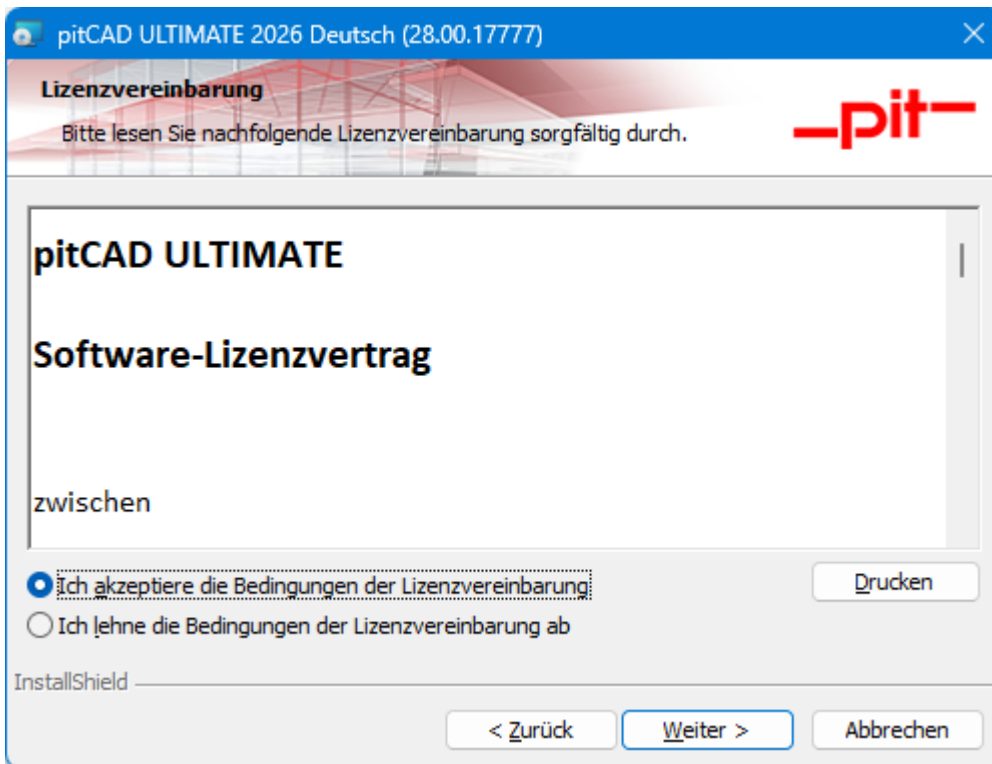 pitCAD ULTIMATE 2026 Deutsch (28.00.17777)
Lizenzvereinbarung
Bitte lesen Sie nachfolgende Lizenzvereinbarung sorgfältig durch.
pit
pitCAD ULTIMATE
Software-Lizenzvertrag
zwischen
Ich akzeptiere die Bedingungen der Lizenzvereinbarung
Drucken
Ich lehne die Bedingungen der Lizenzvereinbarung ab
InstallShield
< Zurück
Weiter >
Abbrechen